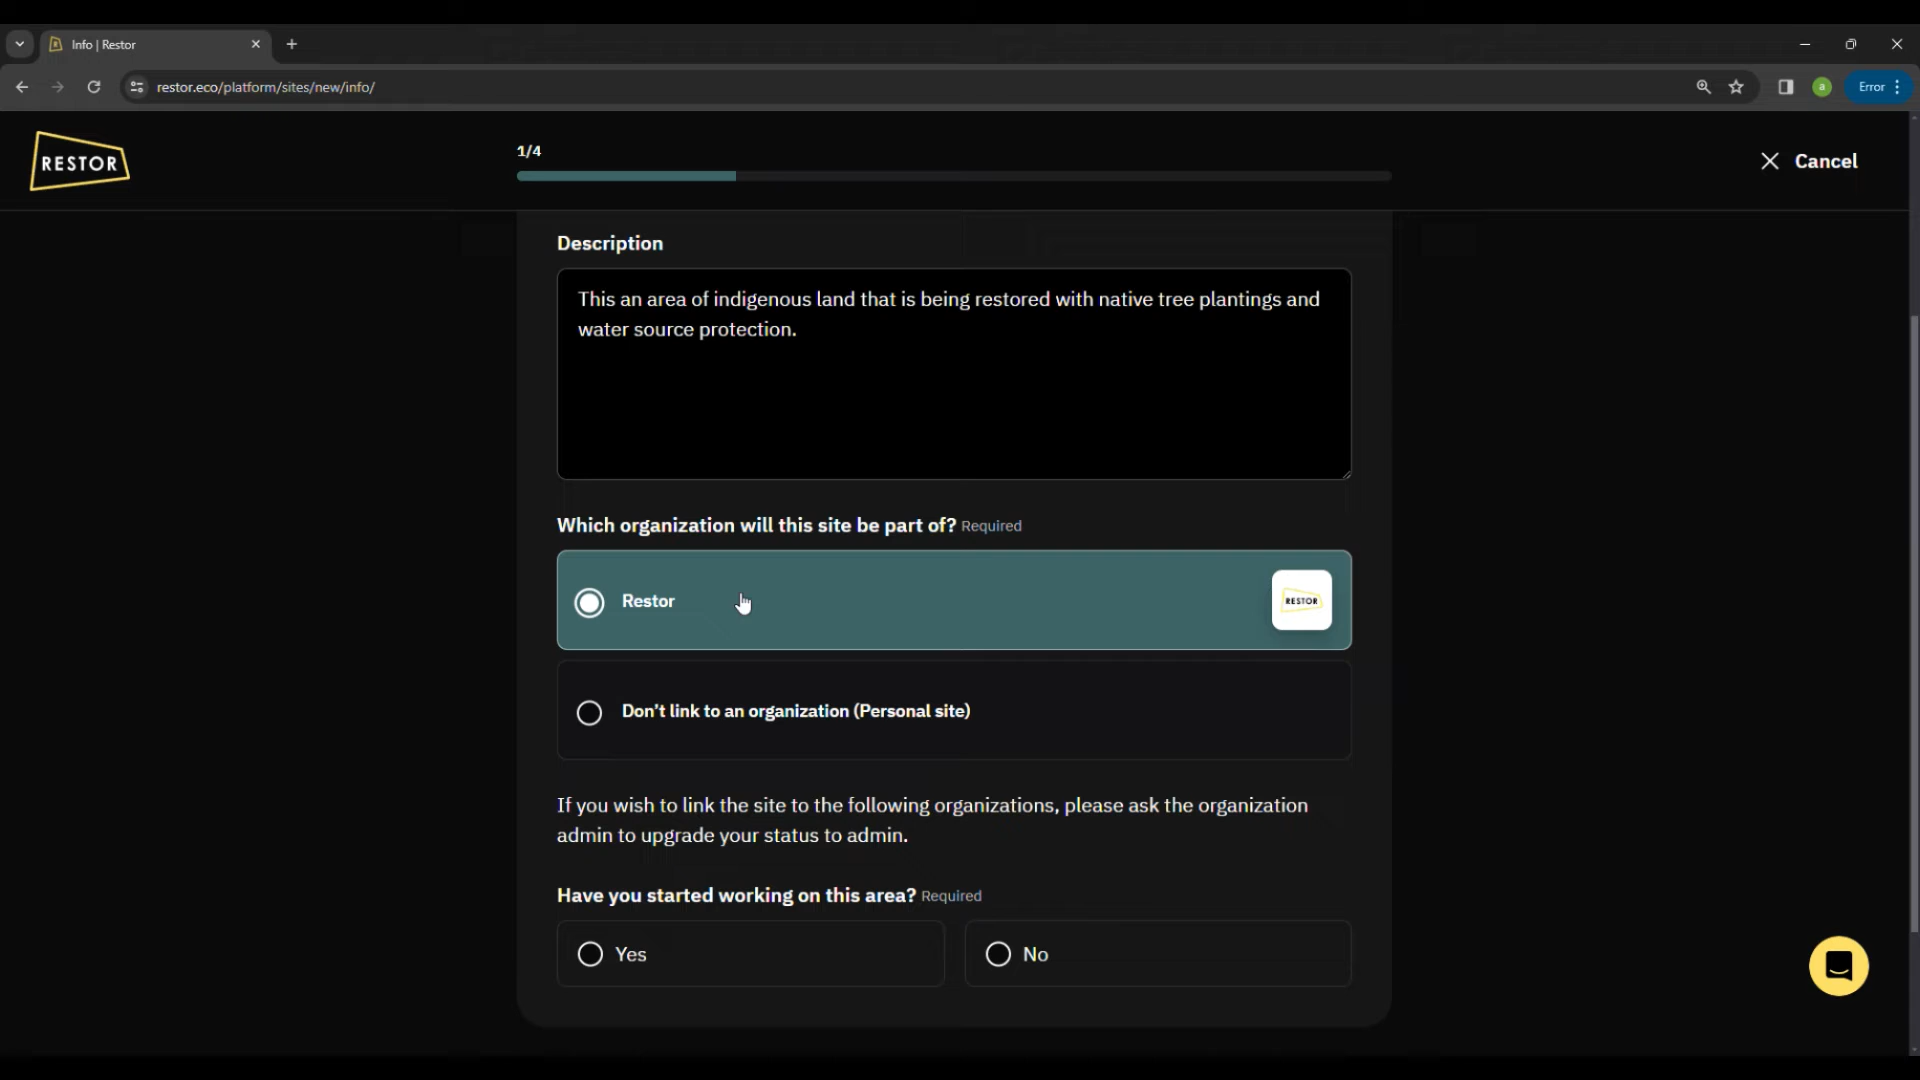 Info | Restor
restor.eco/platform/sites/new/info/
a
Error
RESTOR
1/4
Cancel
Description
This an area of indigenous land that is being restored with native tree plantings and
water source protection.
Which organization will this site be part of? Required
Restor
RESTOR
Don't link to an organization (Personal site)
If you wish to link the site to the following organizations, please ask the organization
admin to upgrade your status to admin.
Have you started working on this area? Required
Yes
No